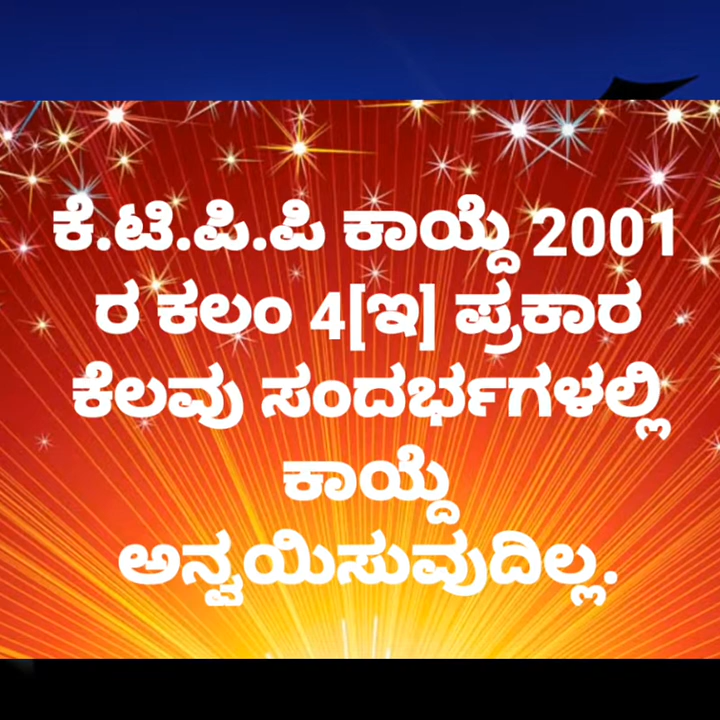 ಕೆ.ಟಿ.ಪಿ.ಪಿ ಕಾಯ್ದೆ 2001
ರ ಕಲಂ 4[ಇ] ಪ್ರಕಾರ
ಕೆಲವು ಸಂದರ್ಭಗಳಲ್ಲಿ
ಕಾಯ್ದೆ
ಅನ್ವಯಿಸುವುದಿಲ್ಲ.